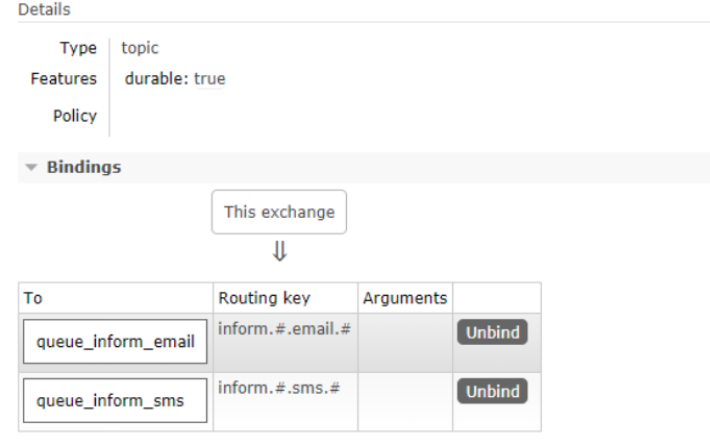 Details
Type topic
Features durable: true
Policy
Bindings
This exchange
⇓
To Routing key Arguments
queue_inform_email inform.#.email.# Unbind
queue_inform_sms inform.#.sms.# Unbind